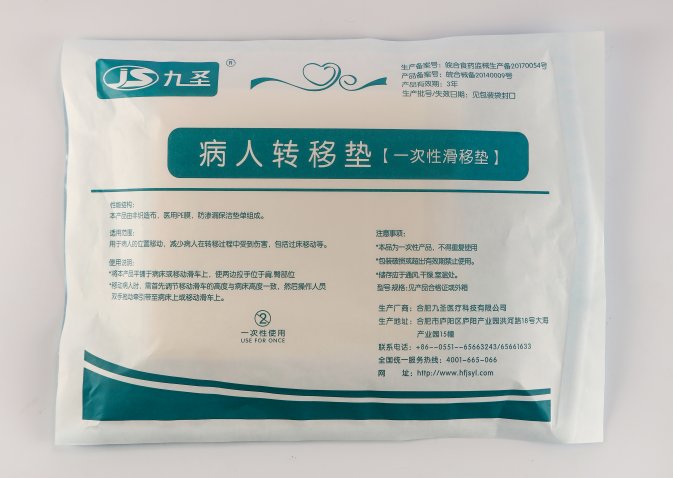 JS 九圣 ®
生产备案号：皖合食药监械生产备20170054号
产品备案号：皖合械备20140009号
产品有效期：3年
生产批号/失效日期：见包装袋封口
病人转移垫【一次性滑移垫】
性能结构：
本产品由非织造布，医用PE膜，防渗漏保洁垫单组成。
适用范围：
用于病人的位置移动，减少病人在转移过程中受到伤害，包括过床移动等。
使用说明：
*将本产品平铺于病床或移动滑车上，使两边拉手位于肩.臀部位
*移动病人时，需首先调节移动滑车的高度与病床高度一致，然后操作人员
双手拖动牵引带至病床上或移动滑车上。
2
一次性使用
USE FOR ONCE
注意事项：
*本品为一次性产品，不得重复使用
*包装破损或超出有效期禁止使用。
*储存应于通风.干燥.室温处。
型号.规格：见产品合格证或外箱
生产厂商：合肥九圣医疗科技有限公司
生产地址：合肥市庐阳区庐阳产业园洪河路18号大海
产业园15幢
联系电话：+86--0551--65663243/65661633
全国统一服务热线：4001-665-066
网 址：http://www.hfjsyl.com